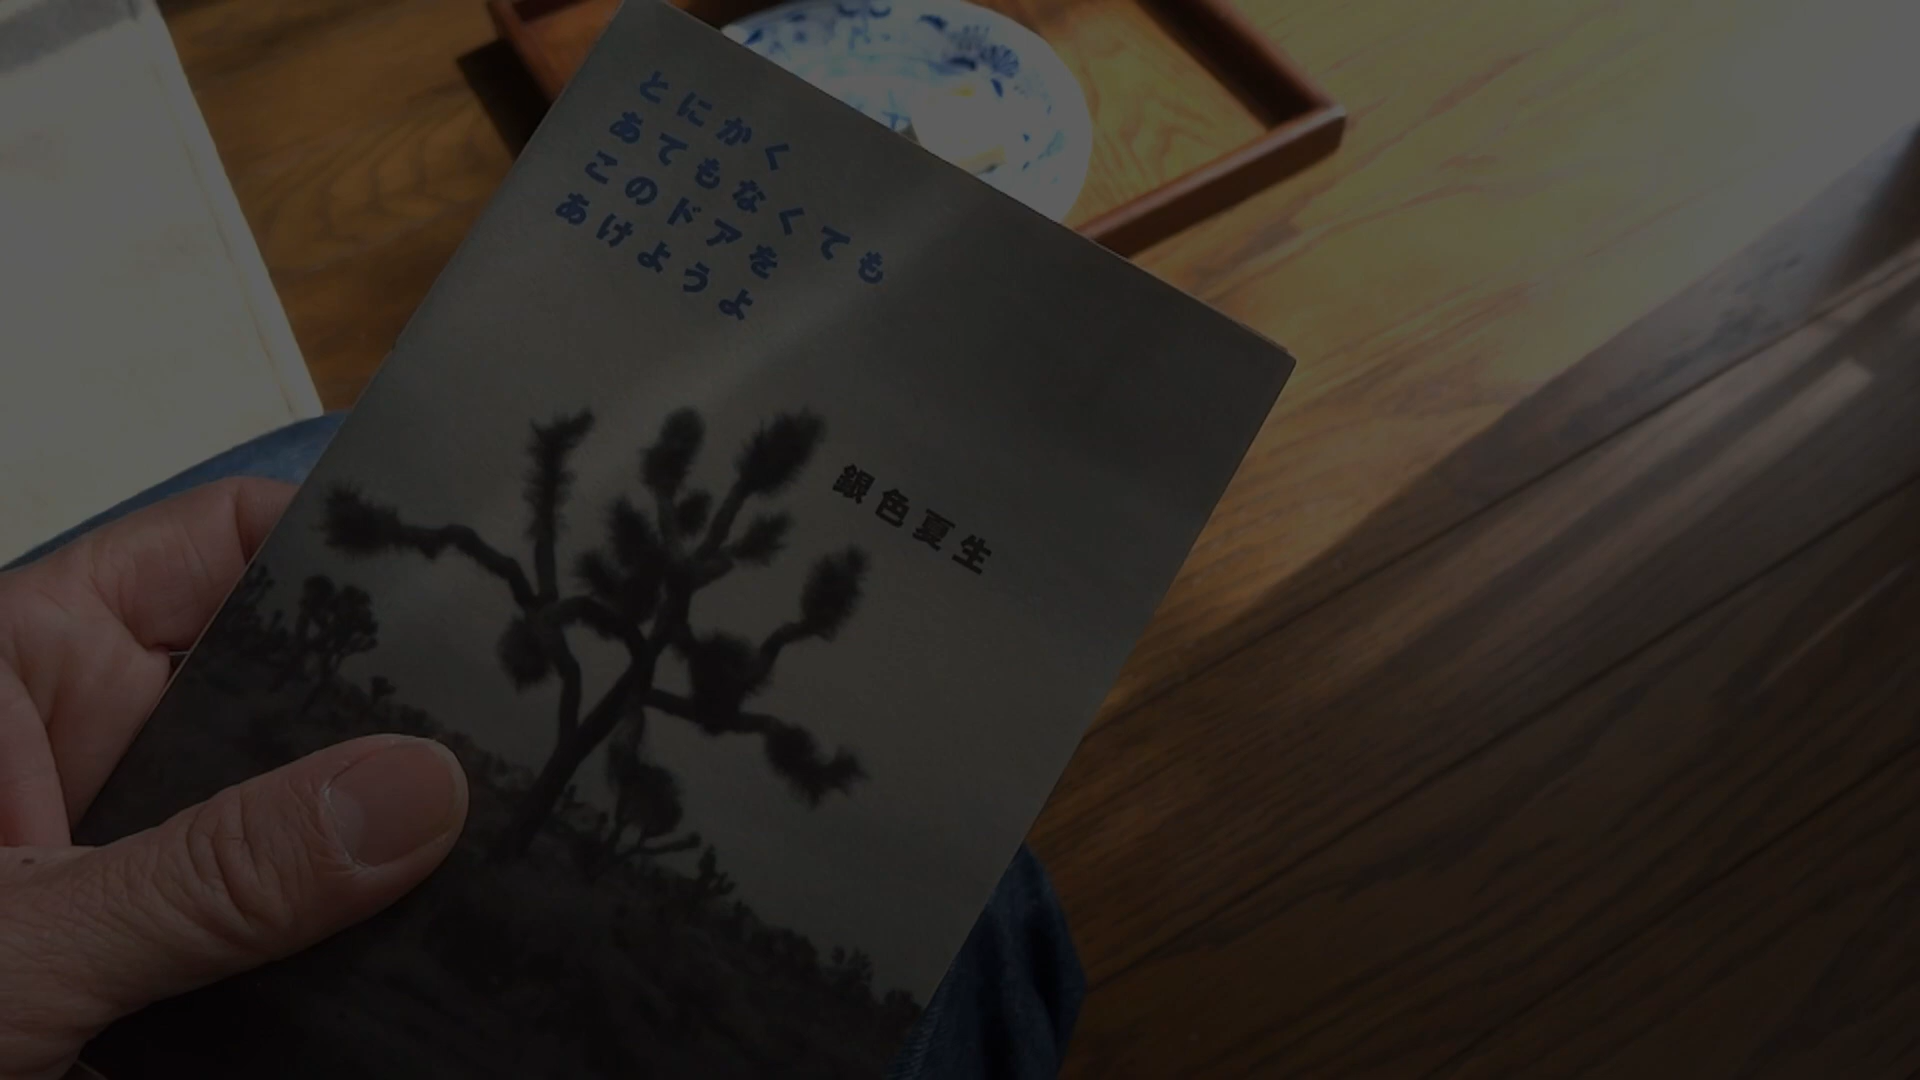 とにかく
あてもなくても
このドアを
あけようよ
銀色夏生